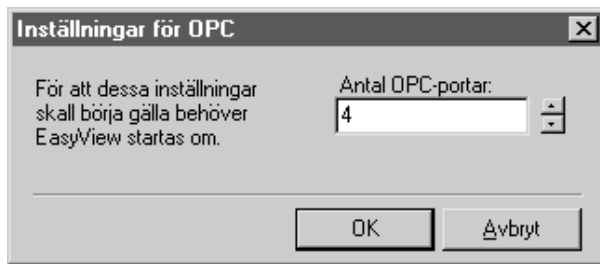 Inställningar för OPC
För att dessa inställningar
skall börja gälla behöver
EasyView startas om.
Antal OPC-portar:
4
OK
Avbryt